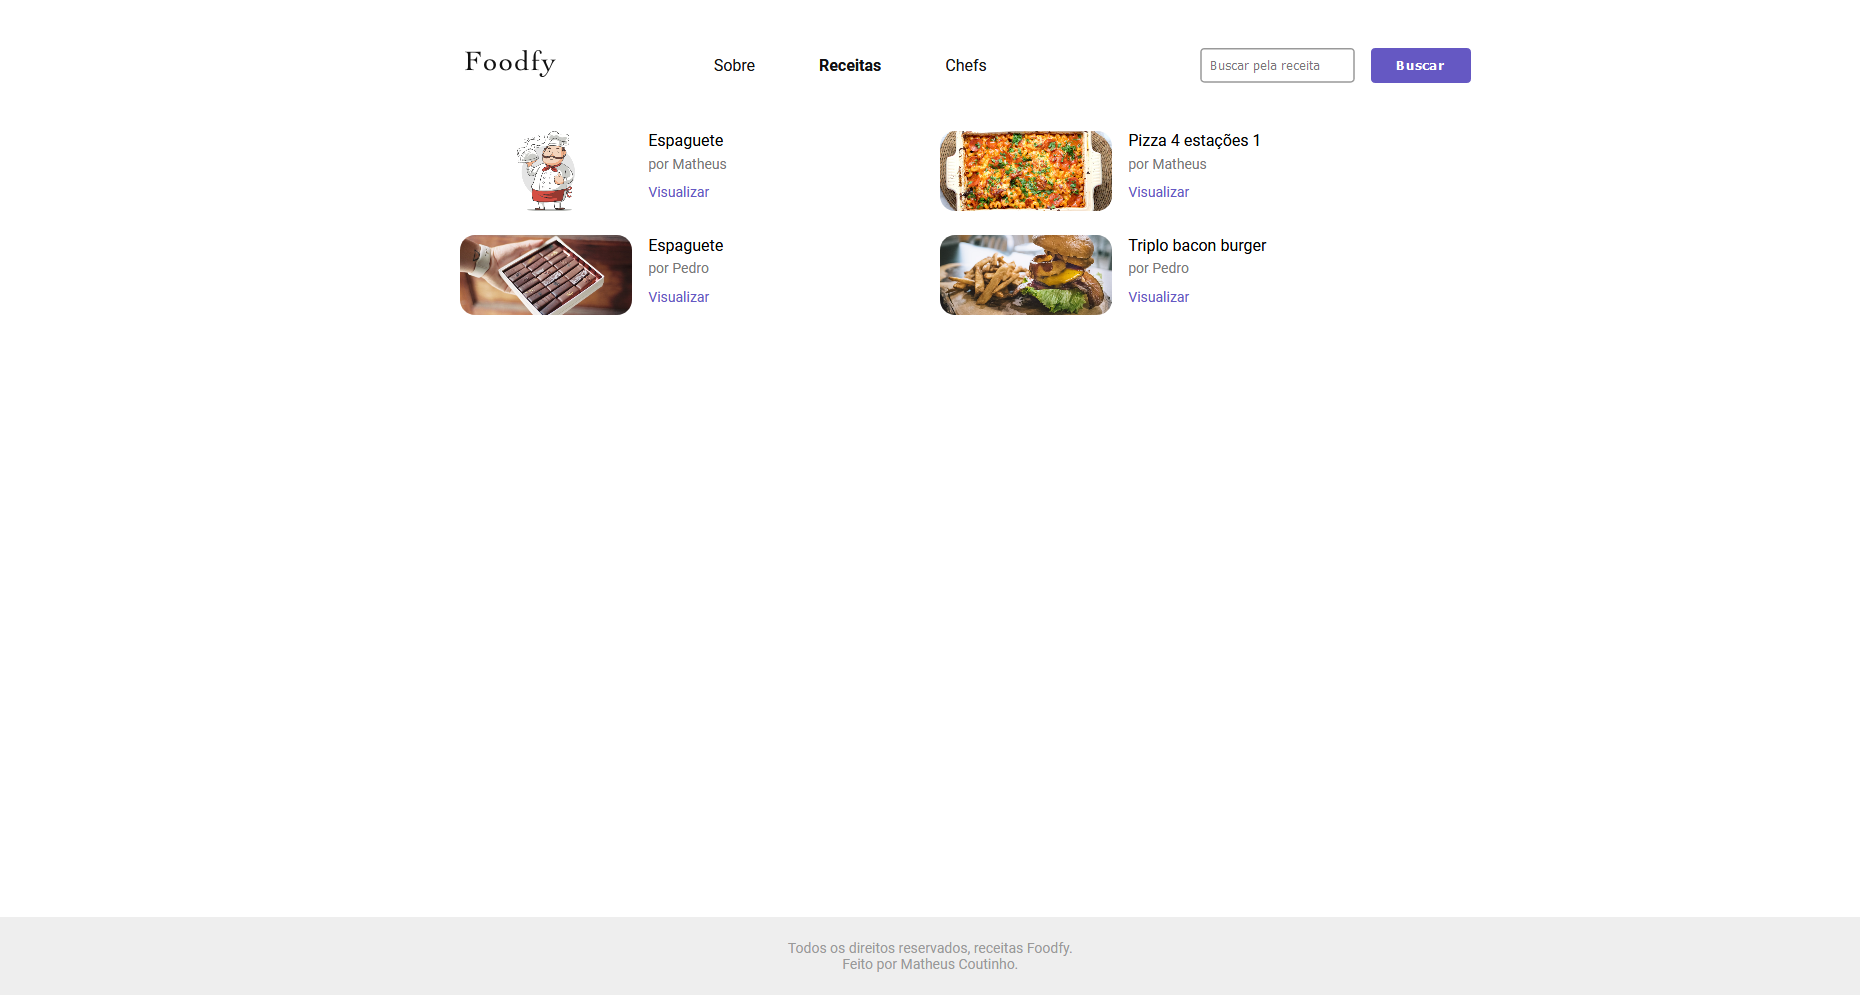 Foodfy
Sobre
Receitas
Chefs
Buscar pela receita
Buscar
Espaguete
por Matheus
Visualizar
Pizza 4 estações 1
por Matheus
Visualizar
Espaguete
por Pedro
Visualizar
Triplo bacon burger
por Pedro
Visualizar
Todos os direitos reservados, receitas Foodfy.
Feito por Matheus Coutinho.